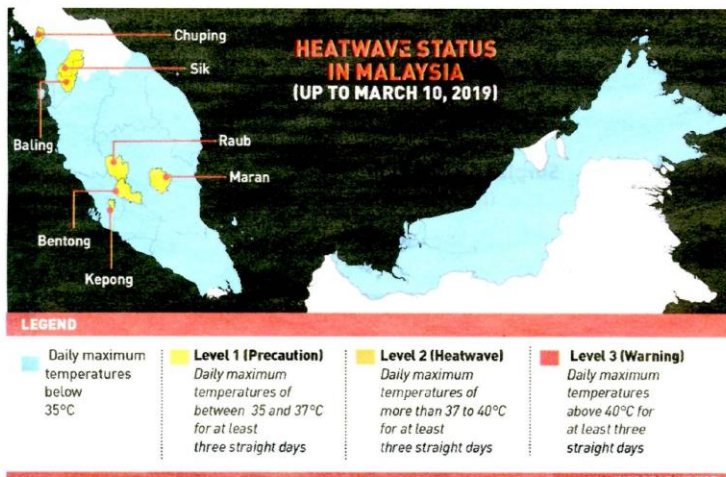 Chuping
HEATWAVE STATUS
IN MALAYSIA
(UP TO MARCH 10, 2019)
Sik
Baling
Raub
Maran
Bentong
Kepong
LEGEND
Daily maximum
temperatures
below
35°C
Level 1 (Precaution)
Daily maximum
temperatures of
between 35 and 37°C
for at least
three straight days
Level 2 (Heatwave)
Daily maximum
temperatures of
more than 37 to 40°C
for at least
three straight days
Level 3 (Warning)
Daily maximum
temperatures
above 40°C for
at least three
straight days